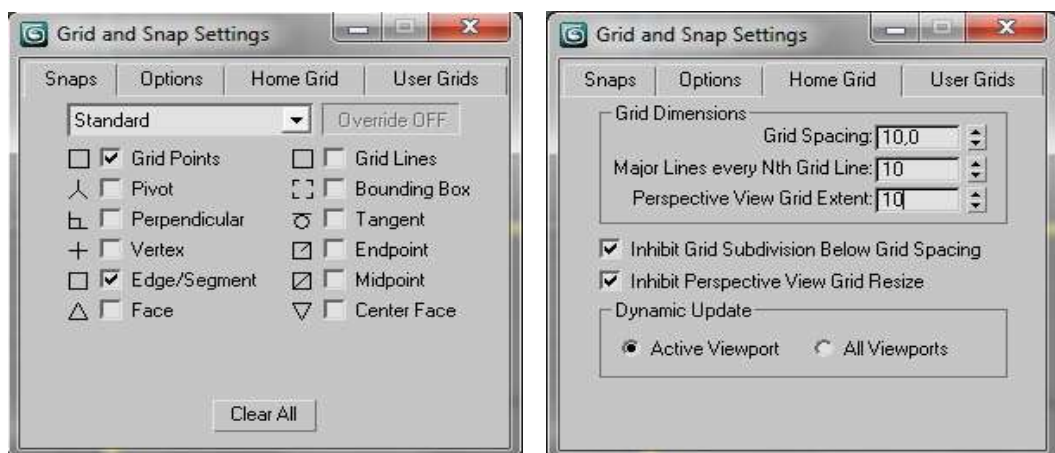 Grid and Snap Settings
Snaps Options Home Grid User Grids
Standard Override OFF
Grid Points Grid Lines
Pivot Bounding Box
Perpendicular Tangent
Vertex Endpoint
Edge/Segment Midpoint
Face Center Face
Clear All
Grid and Snap Settings
Snaps Options Home Grid User Grids
Grid Dimensions
Grid Spacing: 10,0
Major Lines every Nth Grid Line: 10
Perspective View Grid Extent: 10
Inhibit Grid Subdivision Below Grid Spacing
Inhibit Perspective View Grid Resize
Dynamic Update
Active Viewport All Viewports